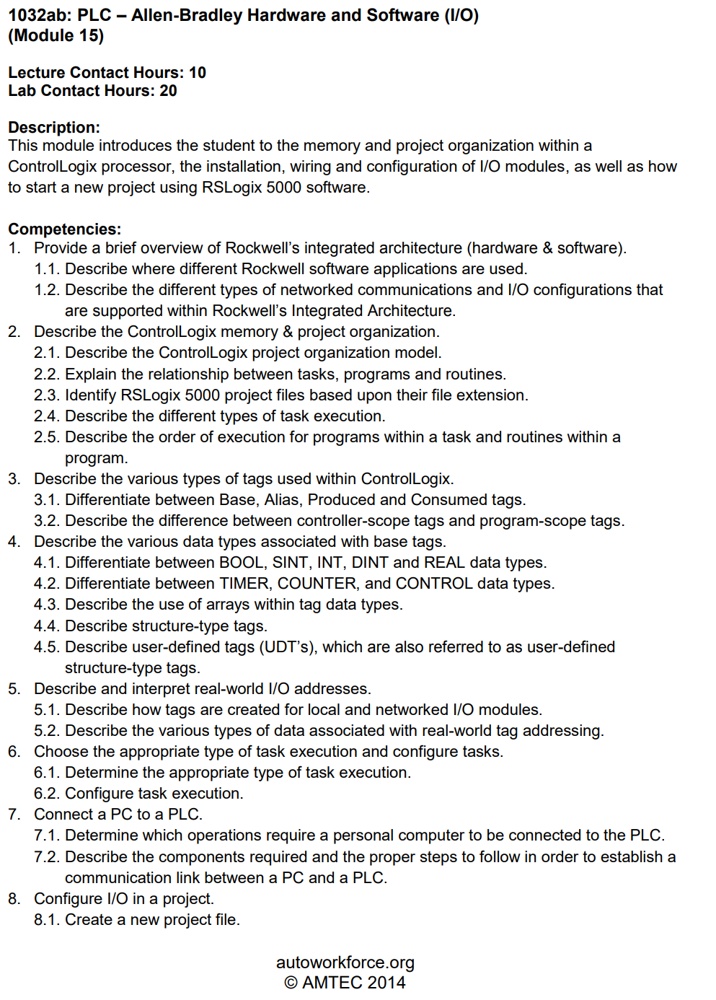 1032ab: PLC – Allen-Bradley Hardware and Software (I/O)
(Module 15)
Lecture Contact Hours: 10
Lab Contact Hours: 20
Description:
This module introduces the student to the memory and project organization within a
ControlLogix processor, the installation, wiring and configuration of I/O modules, as well as how
to start a new project using RSLogix 5000 software.
Competencies:
1. Provide a brief overview of Rockwell’s integrated architecture (hardware & software).
1.1. Describe where different Rockwell software applications are used.
1.2. Describe the different types of networked communications and I/O configurations that
are supported within Rockwell’s Integrated Architecture.
2. Describe the ControlLogix memory & project organization.
2.1. Describe the ControlLogix project organization model.
2.2. Explain the relationship between tasks, programs and routines.
2.3. Identify RSLogix 5000 project files based upon their file extension.
2.4. Describe the different types of task execution.
2.5. Describe the order of execution for programs within a task and routines within a
program.
3. Describe the various types of tags used within ControlLogix.
3.1. Differentiate between Base, Alias, Produced and Consumed tags.
3.2. Describe the difference between controller-scope tags and program-scope tags.
4. Describe the various data types associated with base tags.
4.1. Differentiate between BOOL, SINT, INT, DINT and REAL data types.
4.2. Differentiate between TIMER, COUNTER, and CONTROL data types.
4.3. Describe the use of arrays within tag data types.
4.4. Describe structure-type tags.
4.5. Describe user-defined tags (UDT’s), which are also referred to as user-defined
structure-type tags.
5. Describe and interpret real-world I/O addresses.
5.1. Describe how tags are created for local and networked I/O modules.
5.2. Describe the various types of data associated with real-world tag addressing.
6. Choose the appropriate type of task execution and configure tasks.
6.1. Determine the appropriate type of task execution.
6.2. Configure task execution.
7. Connect a PC to a PLC.
7.1. Determine which operations require a personal computer to be connected to the PLC.
7.2. Describe the components required and the proper steps to follow in order to establish a
communication link between a PC and a PLC.
8. Configure I/O in a project.
8.1. Create a new project file.
autoworkforce.org
© AMTEC 2014